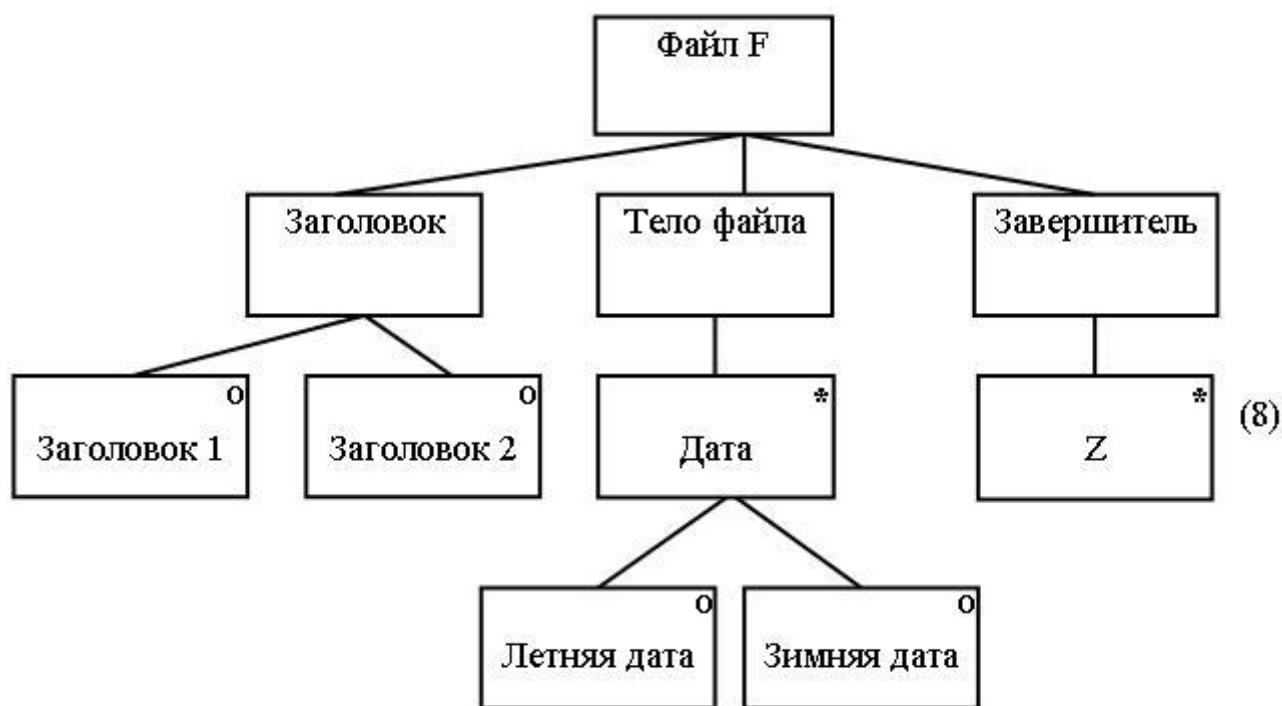 Файл F
Заголовок
Тело файла
Завершитель
о
Заголовок 1
о
Заголовок 2
*
Дата
*
Z
(8)
о
Летняя дата
о
Зимняя дата